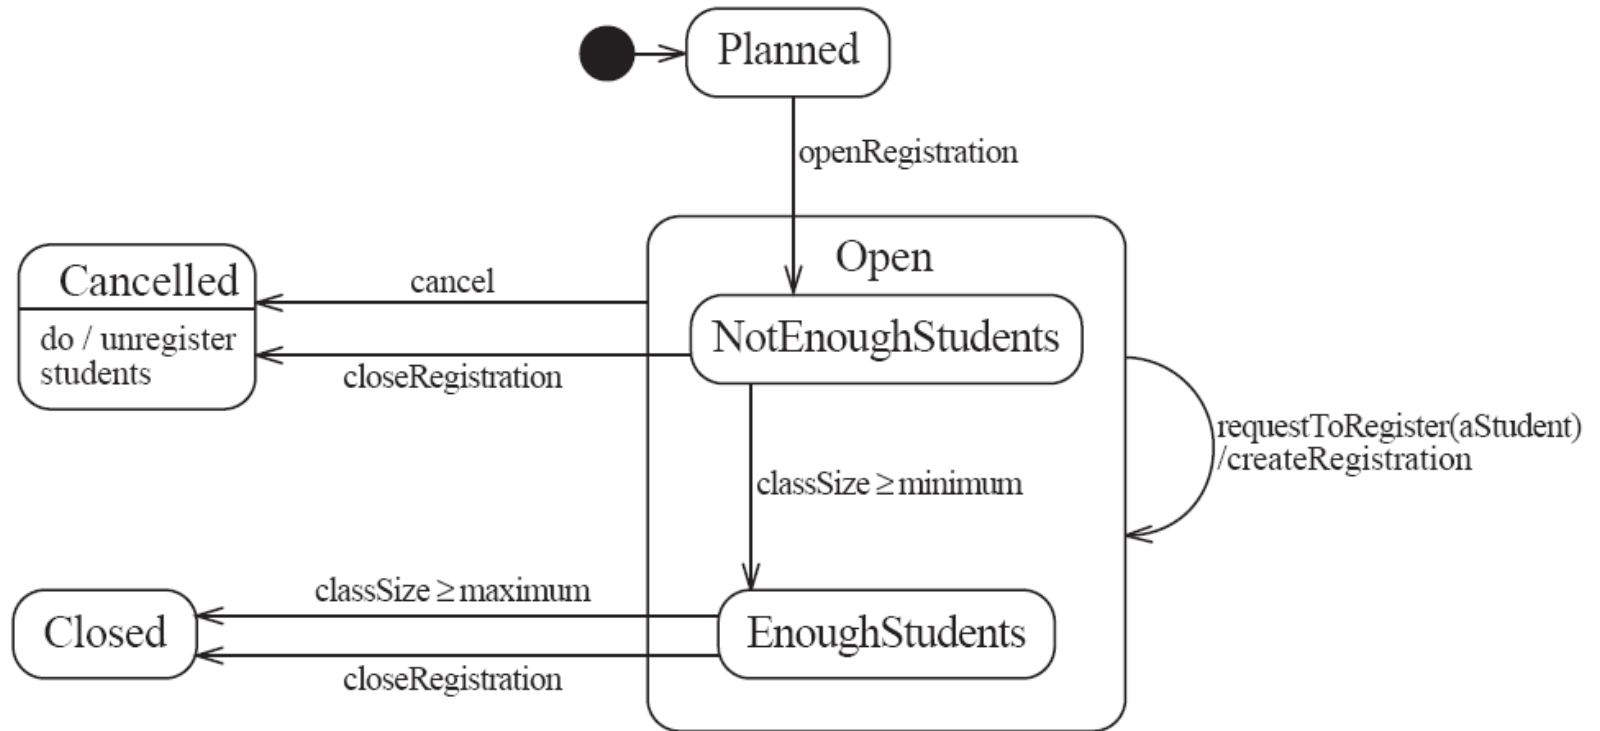 Planned
openRegistration
Open
Cancelled
cancel
do / unregister
students
NotEnoughStudents
closeRegistration
requestToRegister(aStudent)
/createRegistration
classSize ≥ minimum
classSize ≥ maximum
Closed
EnoughStudents
closeRegistration